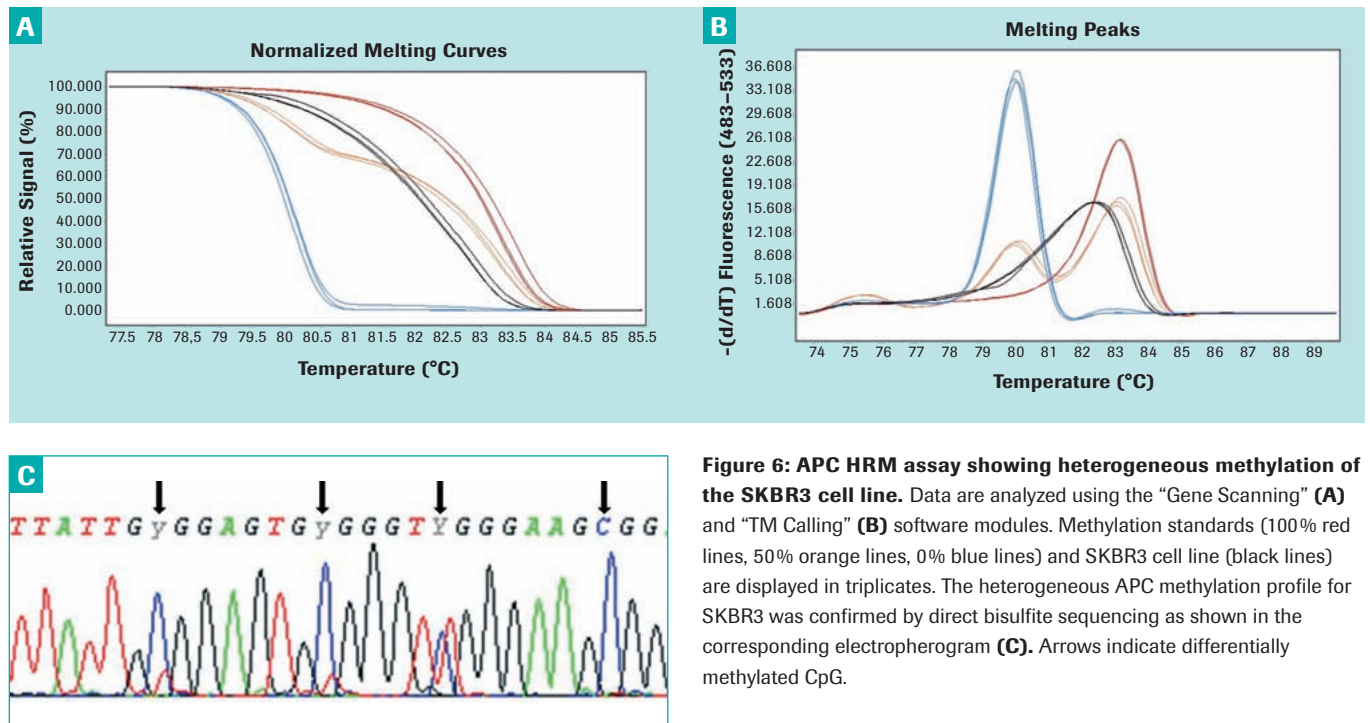 A
Normalized Melting Curves
Relative Signal (%)
100.000
90.000
80.000
70.000
60.000
50.000
40.000
30.000
20.000
10.000
0.000
77.5 78 78,5 79 79.5 80 80.5 81 81.5 82 82.5 83 83.5 84 84.5 85 85.5
Temperature (°C)
B
Melting Peaks
-(d/dT) Fluorescence (483–533)
36.608
33.108
29.608
26.108
22.608
19.108
15.608
12.108
8.608
5.108
1.608
74 75 76 77 78 79 80 81 82 83 84 85 86 87 88 89
Temperature (°C)
C
TTATTGyGGAGTGyGGGTYGGGAAGCGG
Figure 6: APC HRM assay showing heterogeneous methylation of
the SKBR3 cell line. Data are analyzed using the “Gene Scanning” (A)
and “TM Calling” (B) software modules. Methylation standards (100% red
lines, 50% orange lines, 0% blue lines) and SKBR3 cell line (black lines)
are displayed in triplicates. The heterogeneous APC methylation profile for
SKBR3 was confirmed by direct bisulfite sequencing as shown in the
corresponding electropherogram (C). Arrows indicate differentially
methylated CpG.